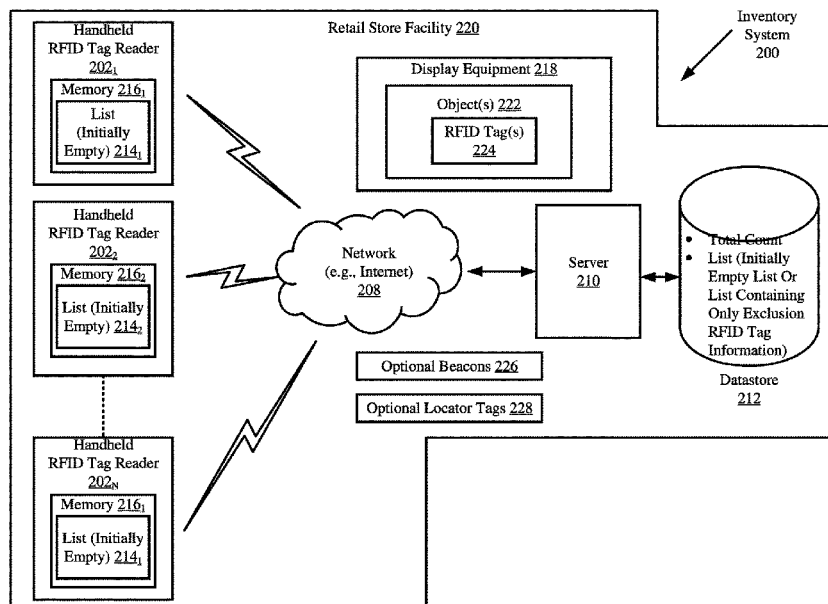 Handheld
RFID Tag Reader
202₁
Memory 216₁
List
(Initially
Empty) 214₁
Handheld
RFID Tag Reader
202₂
Memory 216₂
List (Initially
Empty) 214₂
Handheld
RFID Tag Reader
202N
Memory 216₁
List (Initially
Empty) 214₁
Retail Store Facility 220
Display Equipment 218
Object(s) 222
RFID Tag(s)
224
Network
(e.g., Internet)
208
Server
210
Optional Beacons 226
Optional Locator Tags 228
Inventory
System
200
• Total Count
• List (Initially
Empty List Or
List Containing
Only Exclusion
RFID Tag
Information)
Datastore
212